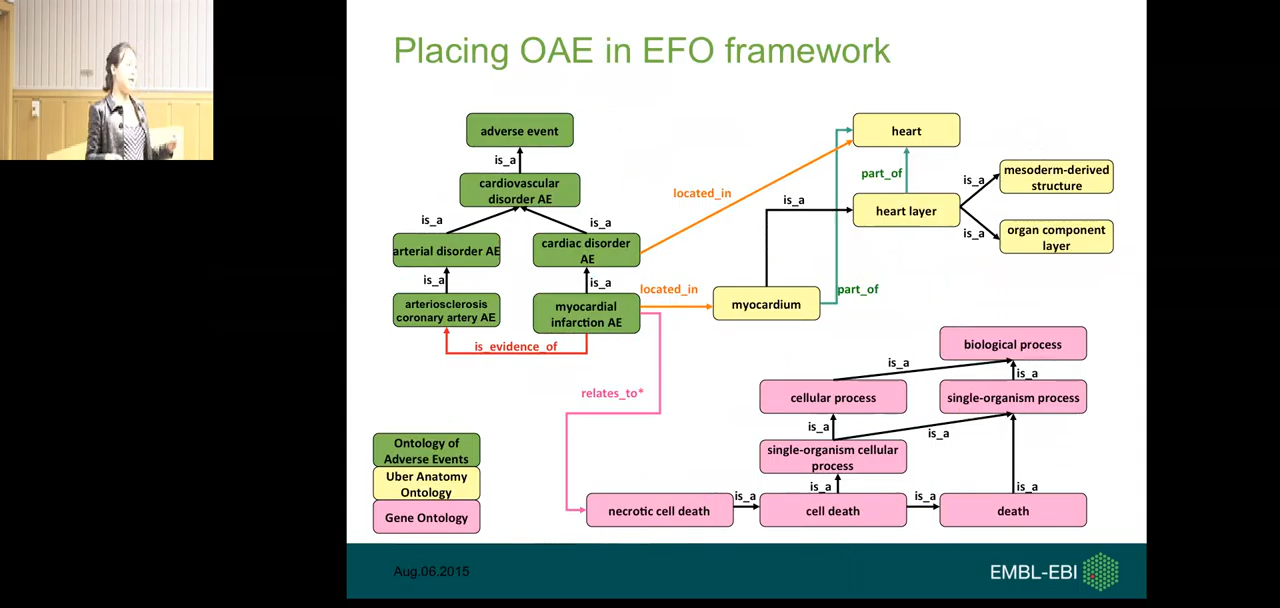 Placing OAE in EFO framework
adverse event
is_a
cardiovascular
disorder AE
is_a
is_a
arterial disorder AE
cardiac disorder
AE
is_a
is_a
arteriosclerosis
coronary artery AE
myocardial
infarction AE
is_evidence_of
located_in
located_in
relates_to*
heart
part_of
is_a
heart layer
is_a
is_a
mesoderm-derived
structure
organ component
layer
myocardium
part_of
biological process
is_a
is_a
cellular process
single-organism process
is_a
is_a
single-organism cellular
process
is_a
is_a
necrotic cell death
is_a
cell death
is_a
death
Ontology of
Adverse Events
Uber Anatomy
Ontology
Gene Ontology
Aug.06.2015
EMBL-EBI